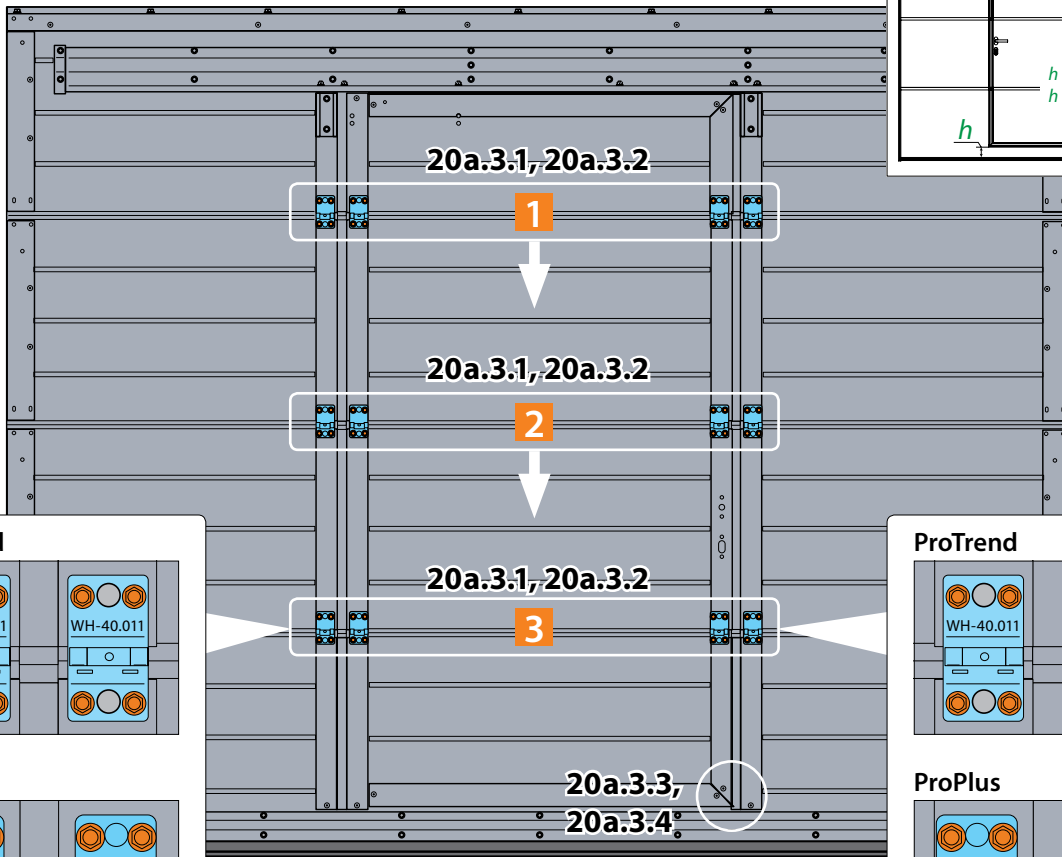 h
h
h
20a.3.1, 20a.3.2
1
20a.3.1, 20a.3.2
2
20a.3.1, 20a.3.2
3
WH-40.011
ProTrend
WH-40.011
20a.3.3,
20a.3.4
ProPlus